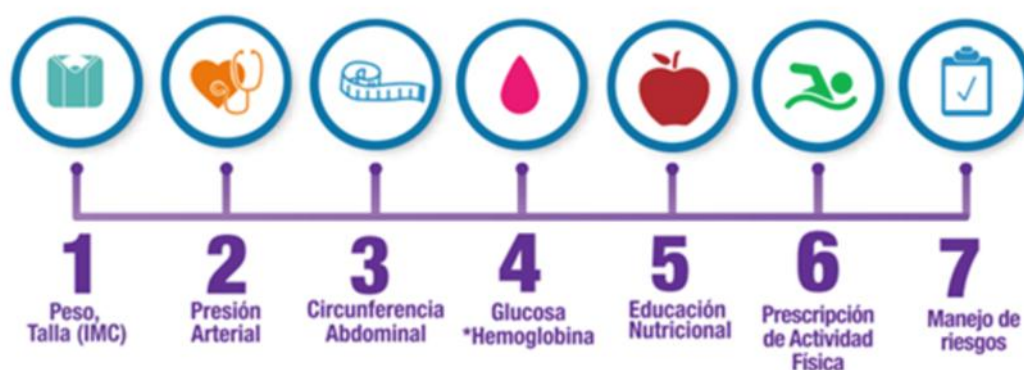 1
Peso,
Talla (IMC)
2
Presión
Arterial
3
Circunferencia
Abdominal
4
Glucosa
*Hemoglobina
5
Educación
Nutricional
6
Prescripción
de Actividad
Física
7
Manejo de
riesgos